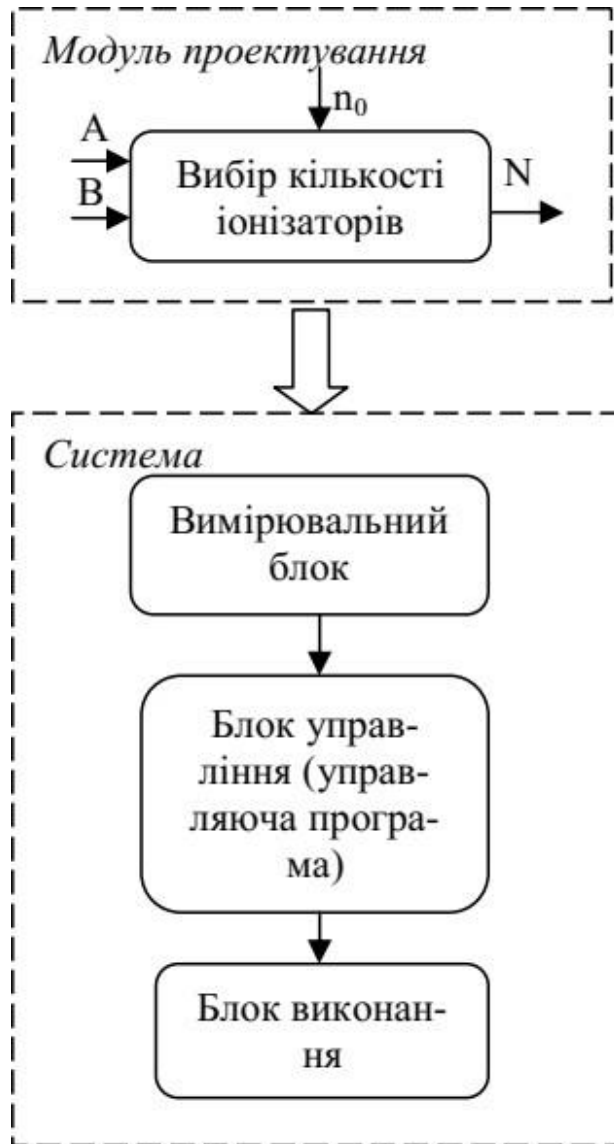 Модуль проектування
n₀
A
B
Вибір кількості
іонізаторів
N
Система
Вимірювальний
блок
Блок управ-
ління (управ-
ляюча програ-
ма)
Блок виконан-
ня